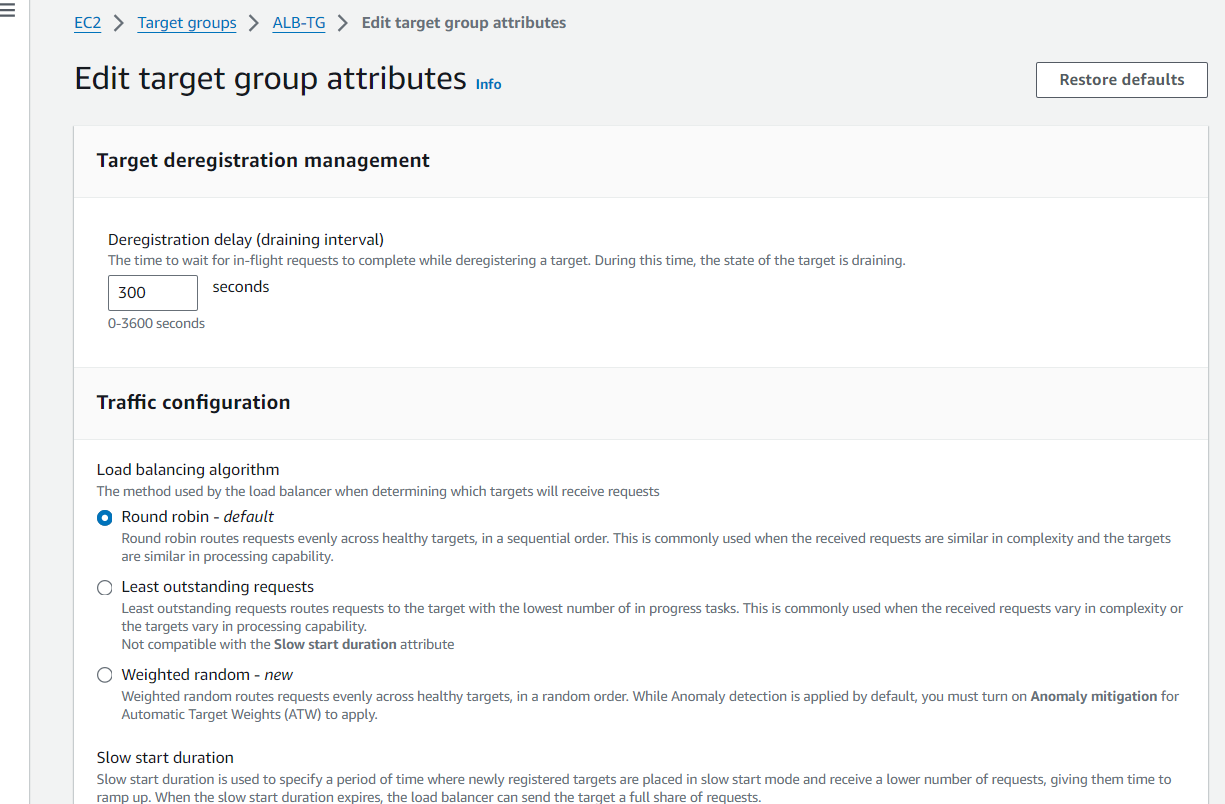 EC2 > Target groups > ALB-TG > Edit target group attributes
Edit target group attributes Info
Restore defaults
Target deregistration management
Deregistration delay (draining interval)
The time to wait for in-flight requests to complete while deregistering a target. During this time, the state of the target is draining.
300 seconds
0-3600 seconds
Traffic configuration
Load balancing algorithm
The method used by the load balancer when determining which targets will receive requests
Round robin - default
Round robin routes requests evenly across healthy targets, in a sequential order. This is commonly used when the received requests are similar in complexity and the targets
are similar in processing capability.
Least outstanding requests
Least outstanding requests routes requests to the target with the lowest number of in progress tasks. This is commonly used when the received requests vary in complexity or
the targets vary in processing capability.
Not compatible with the Slow start duration attribute
Weighted random - new
Weighted random routes requests evenly across healthy targets, in a random order. While Anomaly detection is applied by default, you must turn on Anomaly mitigation for
Automatic Target Weights (ATW) to apply.
Slow start duration
Slow start duration is used to specify a period of time where newly registered targets are placed in slow start mode and receive a lower number of requests, giving them time to
ramp up. When the slow start duration expires, the load balancer can send the target a full share of requests.